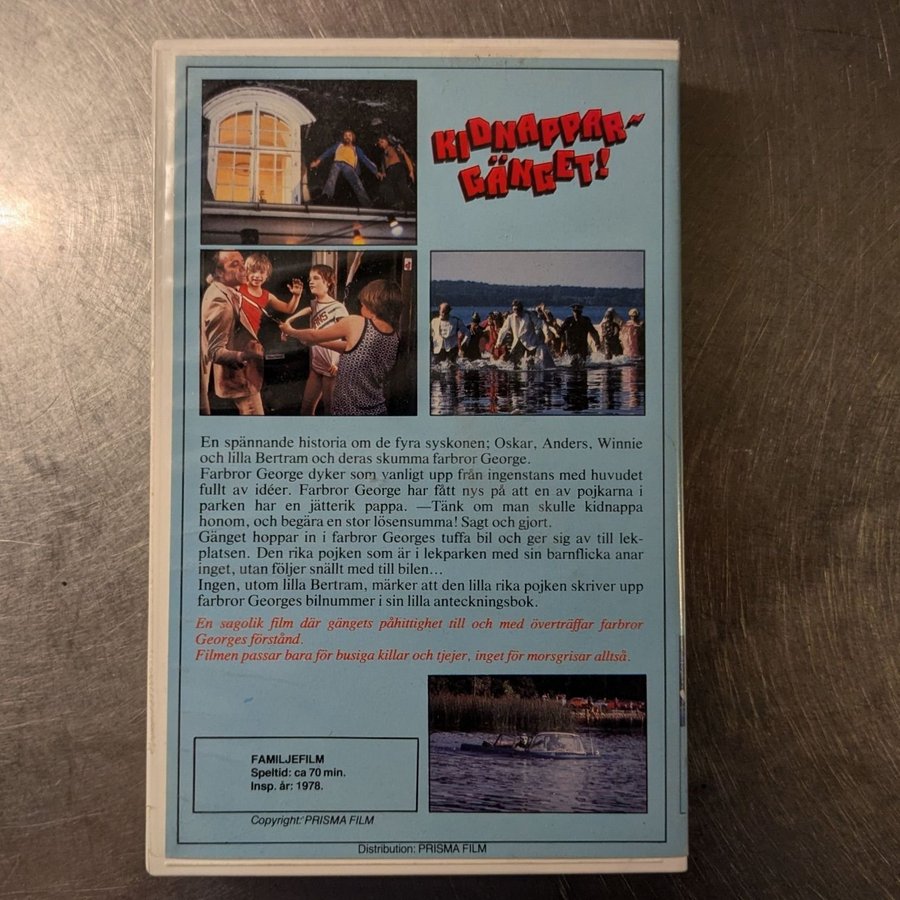 KIDNAPPAR-
GÄNGET!
En spännande historia om de fyra syskonen; Oskar, Anders, Winnie
och lilla Bertram och deras skumma farbror George.
Farbror George dyker som vanligt upp från ingenstans med huvudet
fullt av idéer. Farbror George har fått nys på att en av pojkarna i
parken har en jätterik pappa. —Tänk om man skulle kidnappa
honom, och begära en stor lösensumma! Sagt och gjort.
Gänget hoppar in i farbror Georges tuffa bil och ger sig av till lek-
platsen. Den rika pojken som är i lekparken med sin barnflicka anar
inget, utan följer snällt med till bilen...
Ingen, utom lilla Bertram, märker att den lilla rika pojken skriver upp
farbror Georges bilnummer i sin lilla anteckningsbok.
En sagolik film där gängets påhittighet till och med överträffar farbror
Georges förstånd.
Filmen passar bara för busiga killar och tjejer, inget för morsgrisar alltså.
FAMILJEFILM
Speltid: ca 70 min.
Insp. år: 1978.
Copyright: PRISMA FILM
Distribution: PRISMA FILM